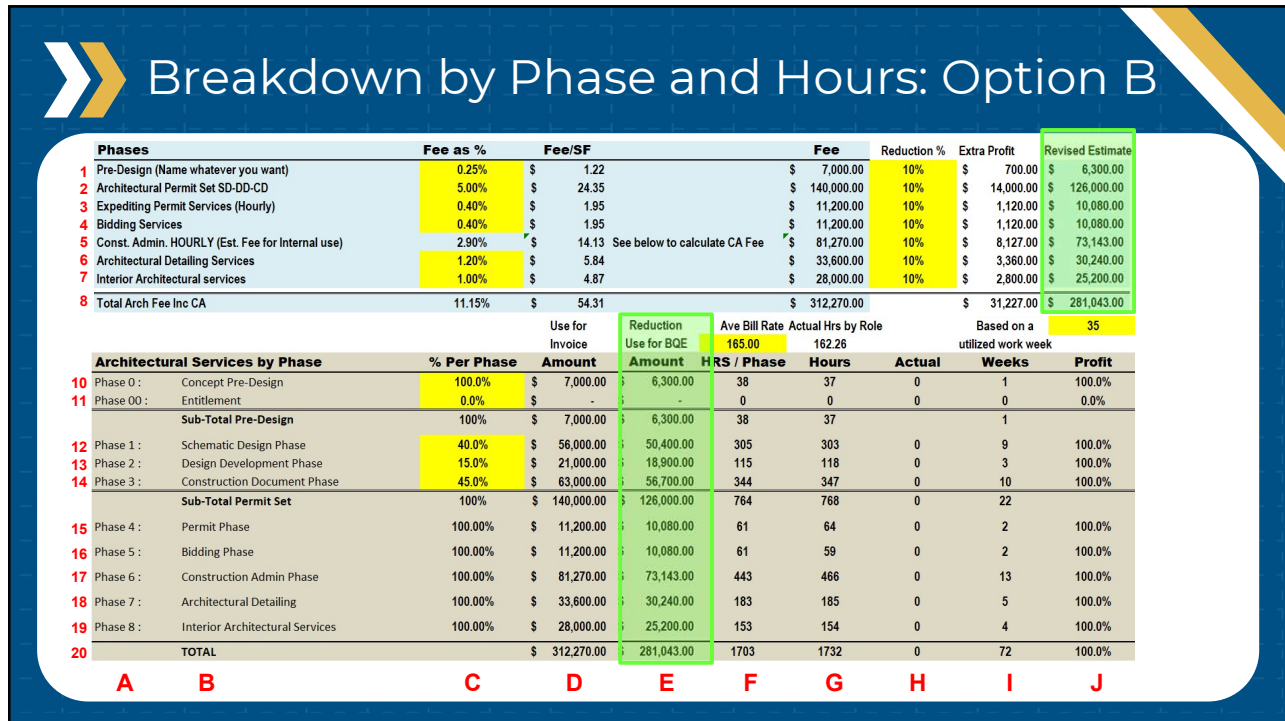 Breakdown by Phase and Hours: Option B
Phases Fee as % Fee/SF Fee Reduction % Extra Profit Revised Estimate
1 Pre-Design (Name whatever you want) 0.25% $ 1.22 $ 7,000.00 10% $ 700.00 $ 6,300.00
2 Architectural Permit Set SD-DD-CD 5.00% $ 24.35 $ 140,000.00 10% $ 14,000.00 $ 126,000.00
3 Expediting Permit Services (Hourly) 0.40% $ 1.95 $ 11,200.00 10% $ 1,120.00 $ 10,080.00
4 Bidding Services 0.40% $ 1.95 $ 11,200.00 10% $ 1,120.00 $ 10,080.00
5 Const. Admin. HOURLY (Est. Fee for Internal use) 2.90% $ 14.13 See below to calculate CA Fee $ 81,270.00 10% $ 8,127.00 $ 73,143.00
6 Architectural Detailing Services 1.20% $ 5.84 $ 33,600.00 10% $ 3,360.00 $ 30,240.00
7 Interior Architectural services 1.00% $ 4.87 $ 28,000.00 10% $ 2,800.00 $ 25,200.00
8 Total Arch Fee Inc CA 11.15% $ 54.31 $ 312,270.00 $ 31,227.00 $ 281,043.00
Use for Reduction Ave Bill Rate Actual Hrs by Role Based on a 35
Invoice Use for BQE 165.00 162.26 utilized work week
Architectural Services by Phase % Per Phase Amount Amount HRS / Phase Hours Actual Weeks Profit
10 Phase 0 : Concept Pre-Design 100.0% $ 7,000.00 $ 6,300.00 38 37 0 1 100.0%
11 Phase 00 : Entitlement 0.0% $ - $ - 0 0 0 0 0.0%
Sub-Total Pre-Design 100% $ 7,000.00 $ 6,300.00 38 37 1
12 Phase 1 : Schematic Design Phase 40.0% $ 56,000.00 $ 50,400.00 305 303 0 9 100.0%
13 Phase 2 : Design Development Phase 15.0% $ 21,000.00 $ 18,900.00 115 118 0 3 100.0%
14 Phase 3 : Construction Document Phase 45.0% $ 63,000.00 $ 56,700.00 344 347 0 10 100.0%
Sub-Total Permit Set 100% $ 140,000.00 $ 126,000.00 764 768 0 22
15 Phase 4 : Permit Phase 100.00% $ 11,200.00 $ 10,080.00 61 64 0 2 100.0%
16 Phase 5 : Bidding Phase 100.00% $ 11,200.00 $ 10,080.00 61 59 0 2 100.0%
17 Phase 6 : Construction Admin Phase 100.00% $ 81,270.00 $ 73,143.00 443 466 0 13 100.0%
18 Phase 7 : Architectural Detailing 100.00% $ 33,600.00 $ 30,240.00 183 185 0 5 100.0%
19 Phase 8 : Interior Architectural Services 100.00% $ 28,000.00 $ 25,200.00 153 154 0 4 100.0%
20 TOTAL $ 312,270.00 $ 281,043.00 1703 1732 0 72 100.0%
A B C D E F G H I J